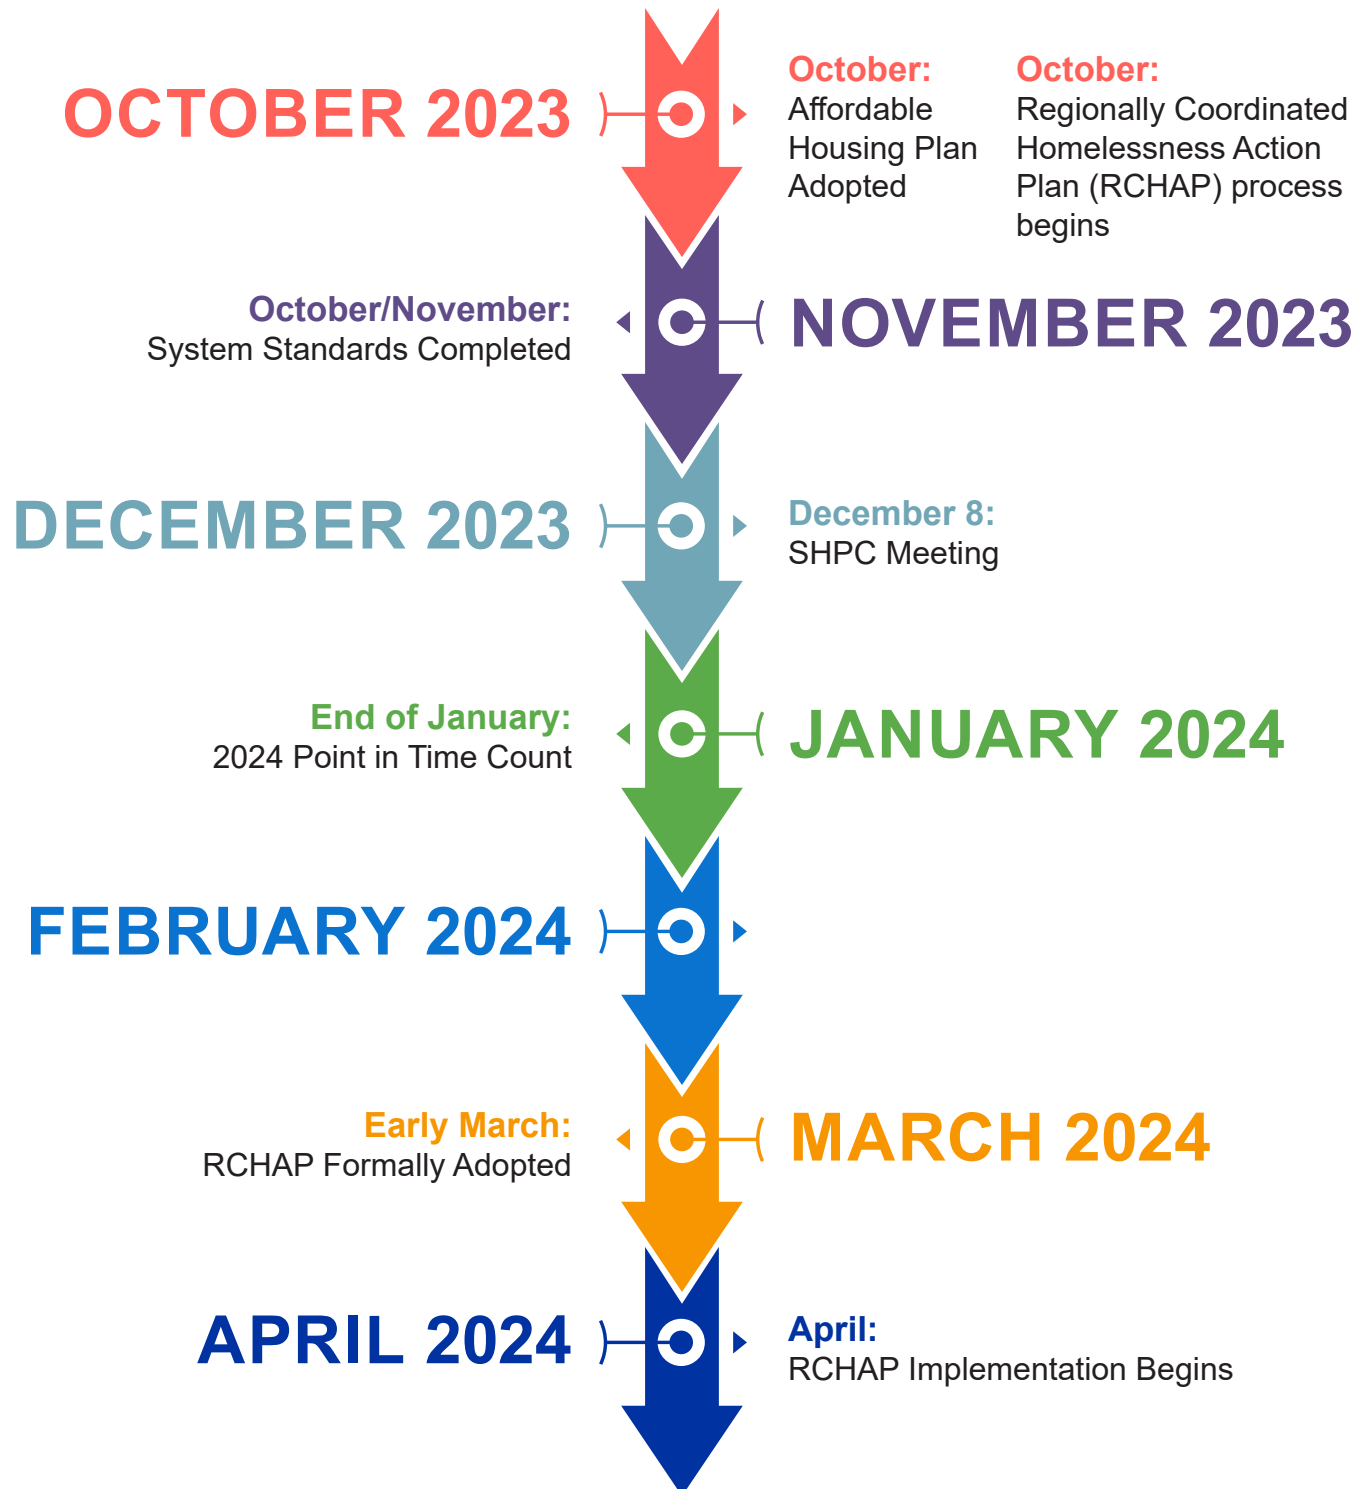 OCTOBER 2023
October:
Affordable
Housing Plan
Adopted
October:
Regionally Coordinated
Homelessness Action
Plan (RCHAP) process
begins
October/November:
System Standards Completed
NOVEMBER 2023
DECEMBER 2023
December 8:
SHPC Meeting
End of January:
2024 Point in Time Count
JANUARY 2024
FEBRUARY 2024
Early March:
RCHAP Formally Adopted
MARCH 2024
APRIL 2024
April:
RCHAP Implementation Begins